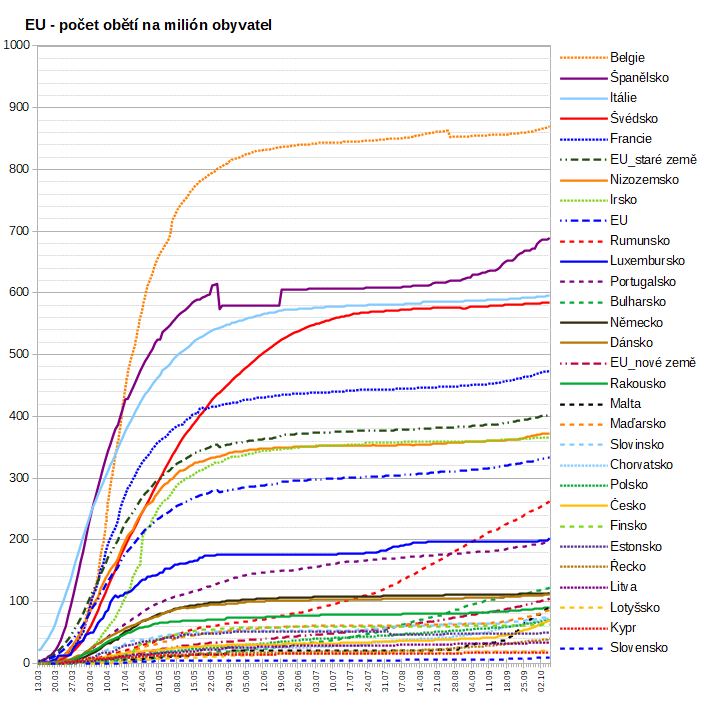 EU - počet obětí na milión obyvatel
1000
900
800
700
600
500
400
300
200
100
0
Belgie
Španělsko
Itálie
Švédsko
Francie
EU_staré země
Nizozemsko
Irsko
EU
Rumunsko
Luxembursko
Portugalsko
Bulharsko
Německo
Dánsko
EU_nové země
Rakousko
Malta
Maďarsko
Slovinsko
Chorvatsko
Polsko
Česko
Finsko
Estonsko
Řecko
Litva
Lotyšsko
Kypr
Slovensko
13.03
20.03
27.03
03.04
10.04
17.04
24.04
01.05
08.05
15.05
22.05
29.05
05.06
12.06
19.06
26.06
03.07
10.07
17.07
24.07
31.07
07.08
14.08
21.08
28.08
04.09
11.09
18.09
25.09
02.10